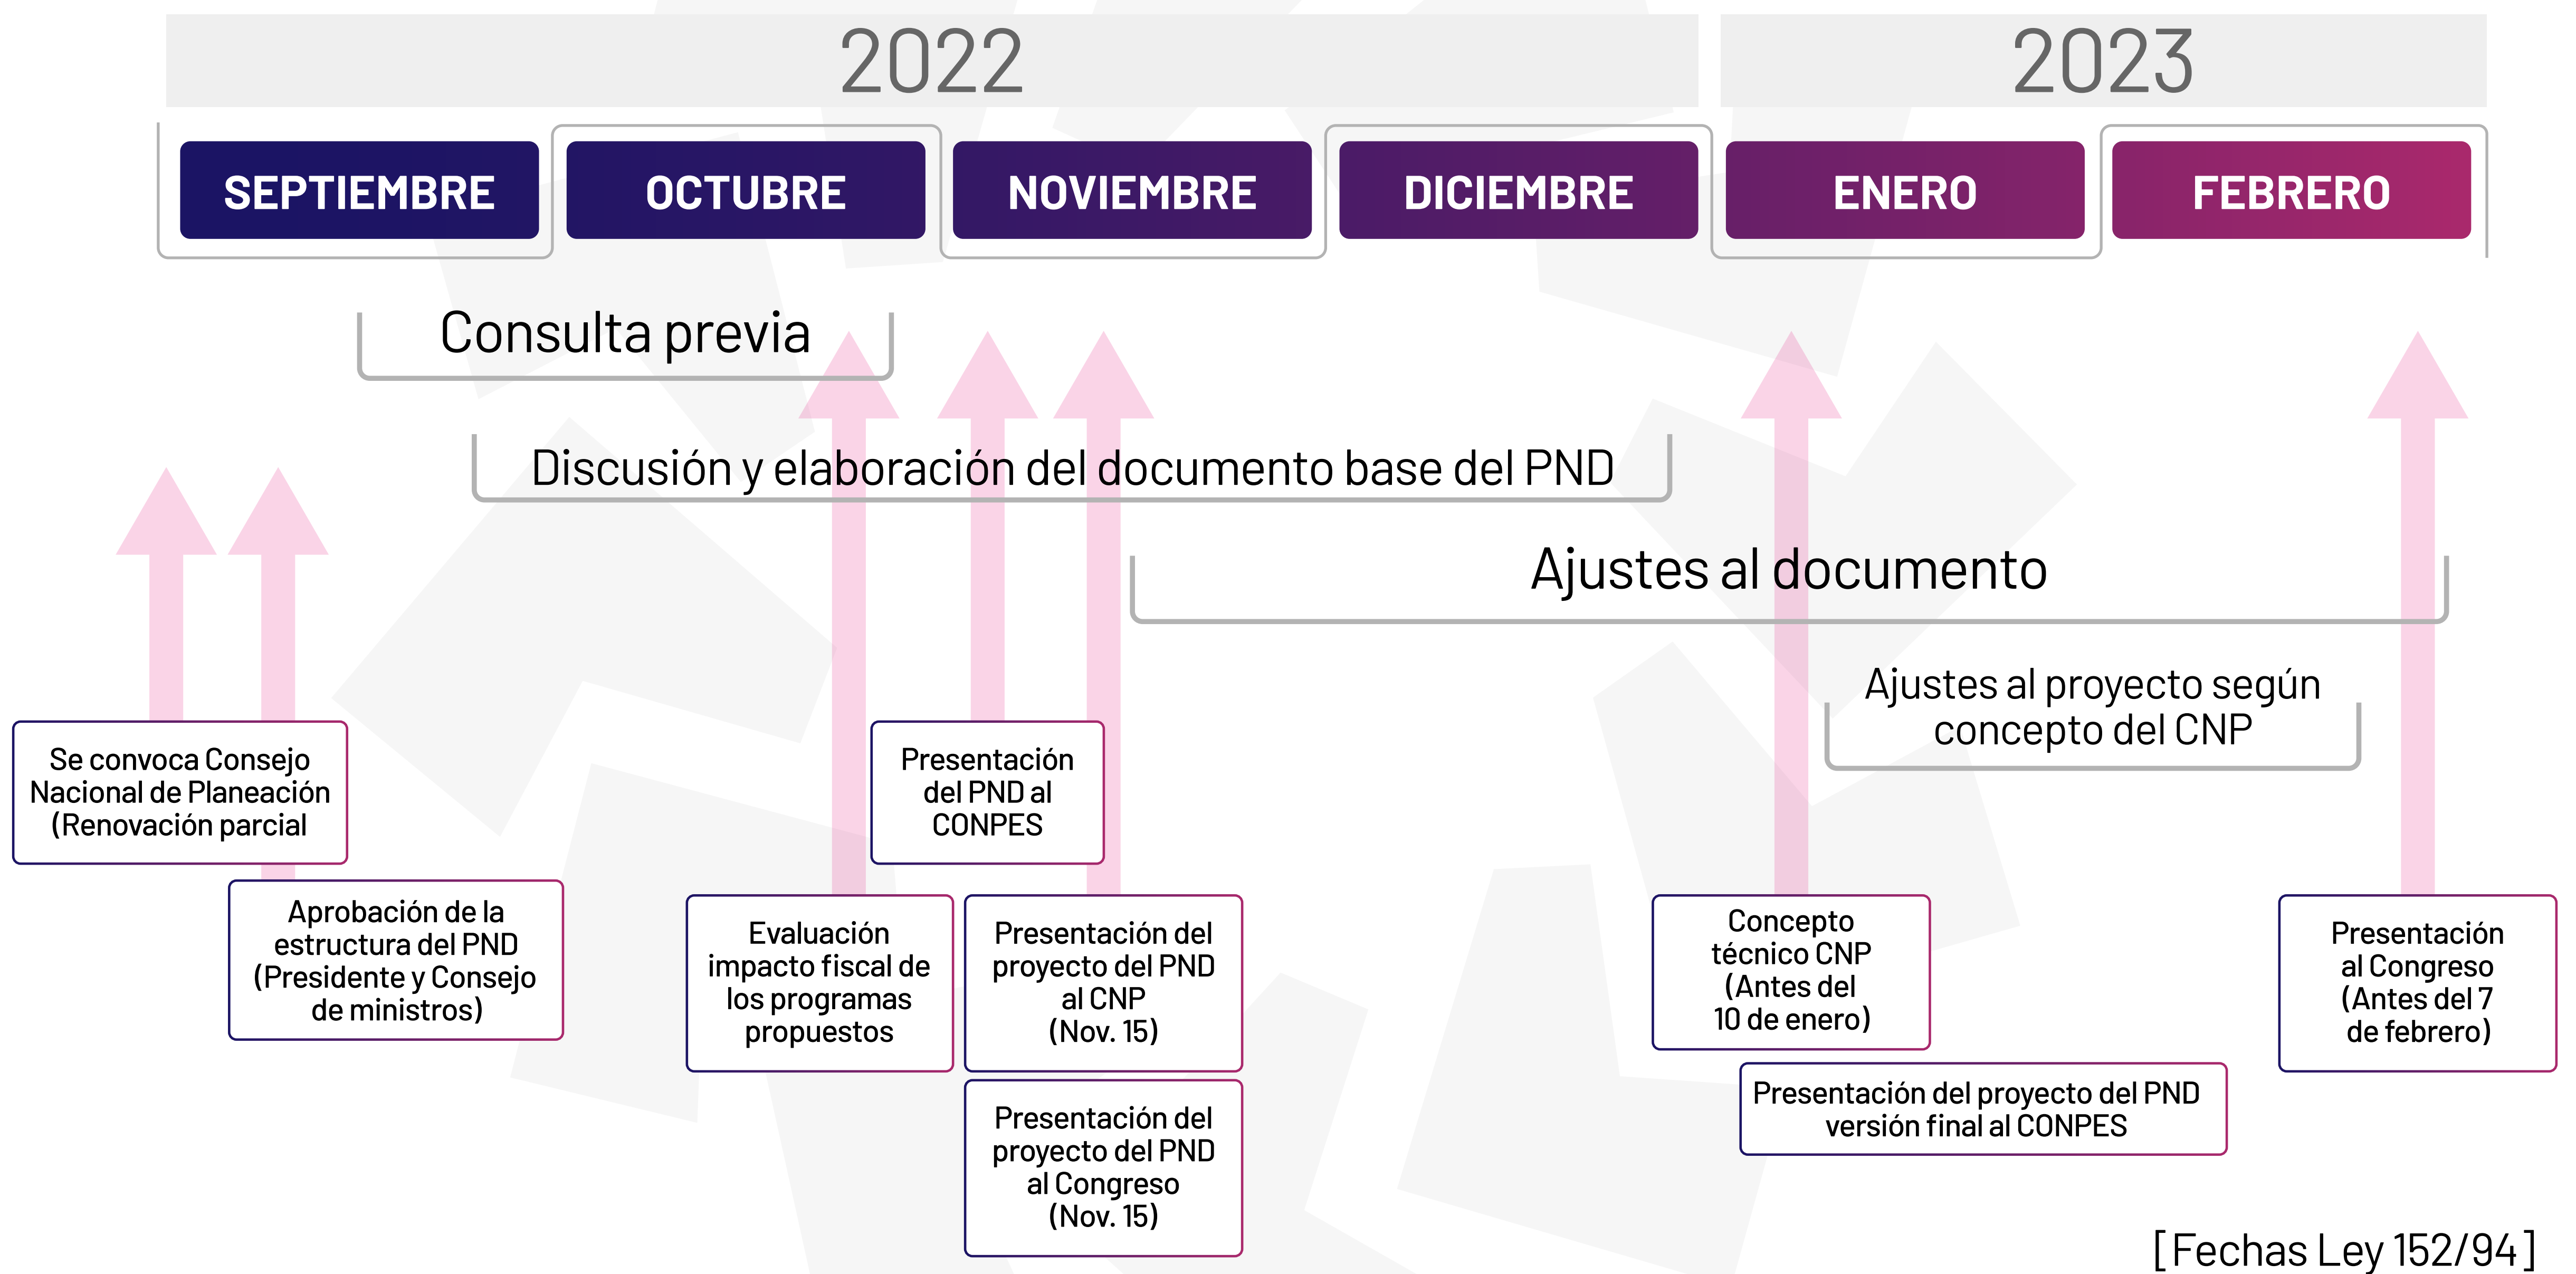 2022
2023
SEPTIEMBRE
OCTUBRE
NOVIEMBRE
DICIEMBRE
ENERO
FEBRERO
Consulta previa
Discusión y elaboración del documento base del PND
Ajustes al documento
Ajustes al proyecto según
concepto del CNP
Se convoca Consejo
Nacional de Planeación
(Renovación parcial
Aprobación de la
estructura del PND
(Presidente y Consejo
de ministros)
Evaluación
impacto fiscal de
los programas
propuestos
Presentación
del PND al
CONPES
Presentación del
proyecto del PND
al CNP
(Nov. 15)
Presentación del
proyecto del PND
al Congreso
(Nov. 15)
Concepto
técnico CNP
(Antes del
10 de enero)
Presentación del proyecto del PND
versión final al CONPES
Presentación
al Congreso
(Antes del 7
de febrero)
[Fechas Ley 152/94]